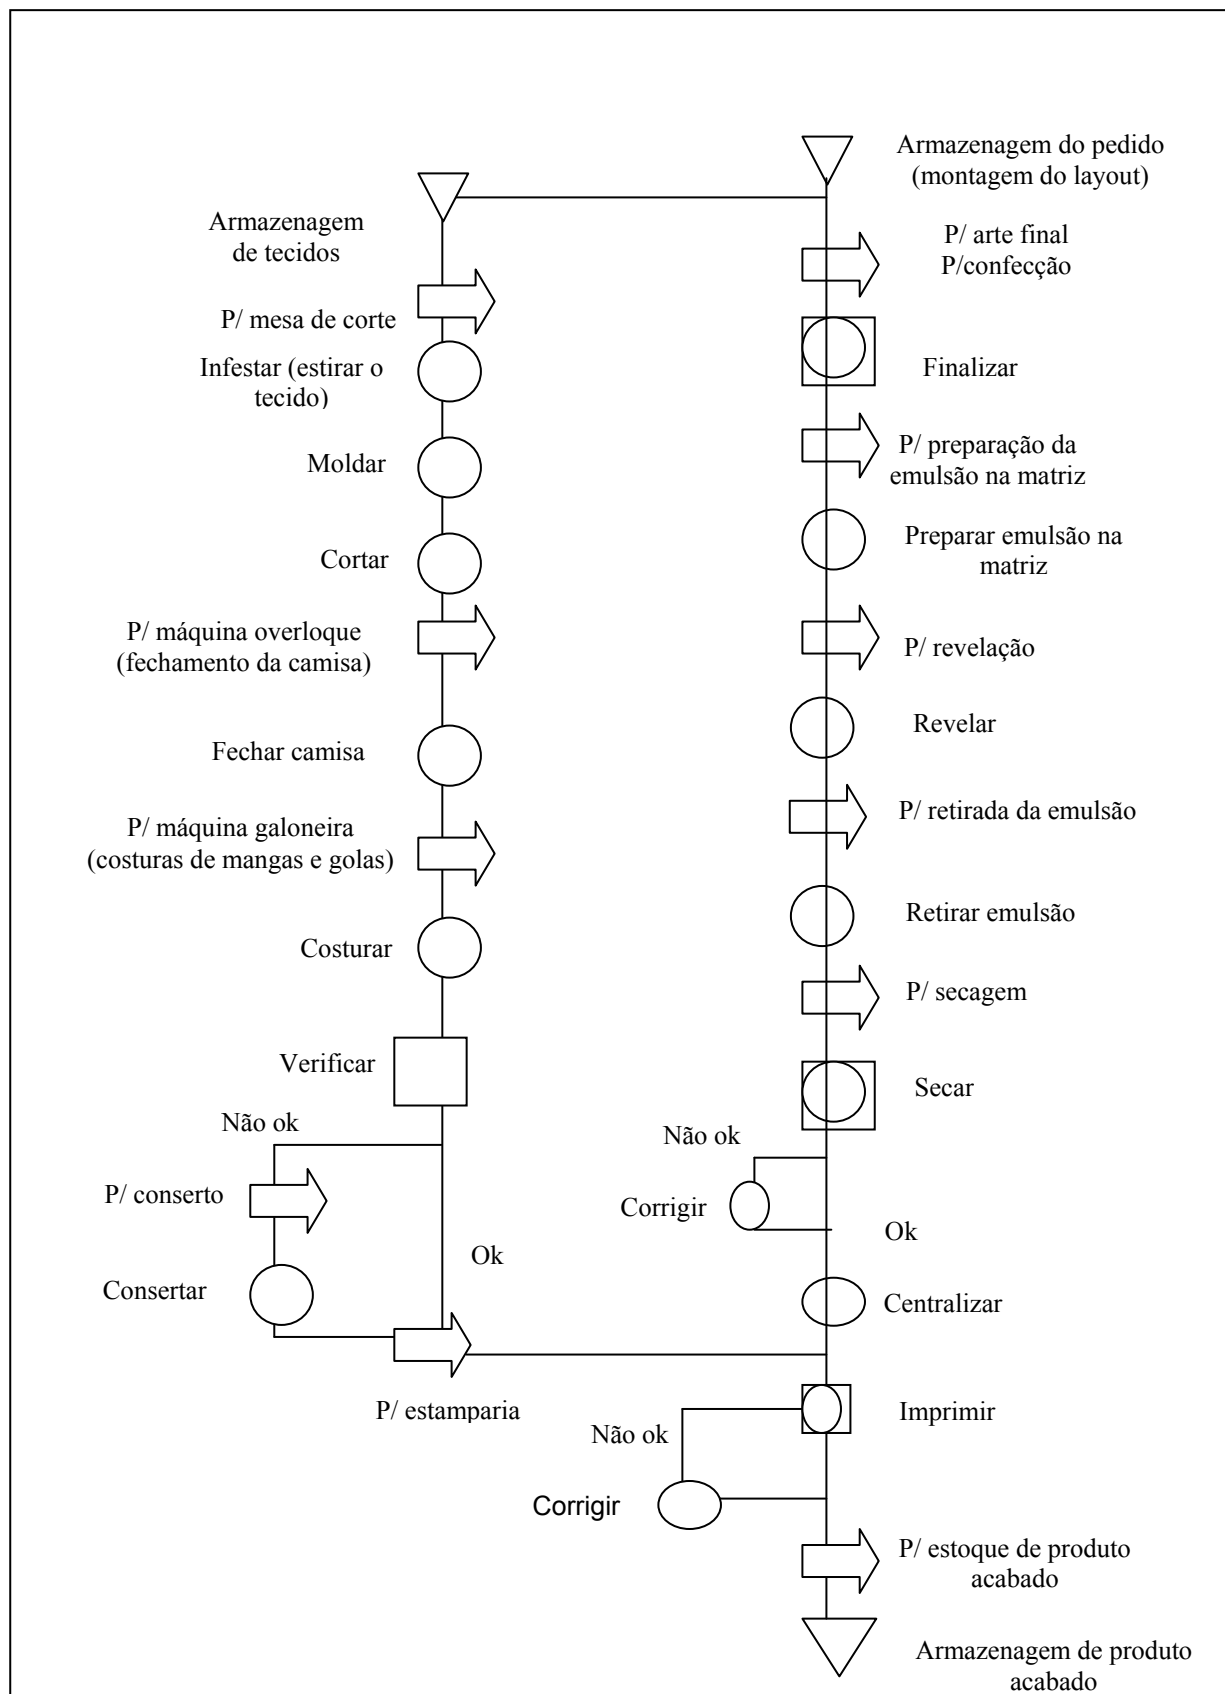 Armazenagem do pedido
(montagem do layout)
Armazenagem
de tecidos
P/ arte final
P/confecção
P/ mesa de corte
Infestar (estirar o
tecido)
Finalizar
Moldar
P/ preparação da
emulsão na matriz
Cortar
Preparar emulsão na
matriz
P/ máquina overloque
(fechamento da camisa)
P/ revelação
Fechar camisa
Revelar
P/ máquina galoneira
(costuras de mangas e golas)
P/ retirada da emulsão
Costurar
Retirar emulsão
P/ secagem
Verificar
Secar
Não ok
Não ok
P/ conserto
Corrigir
Ok
Ok
Consertar
Centralizar
P/ estamparia
Imprimir
Não ok
Corrigir
P/ estoque de produto
acabado
Armazenagem de produto
acabado